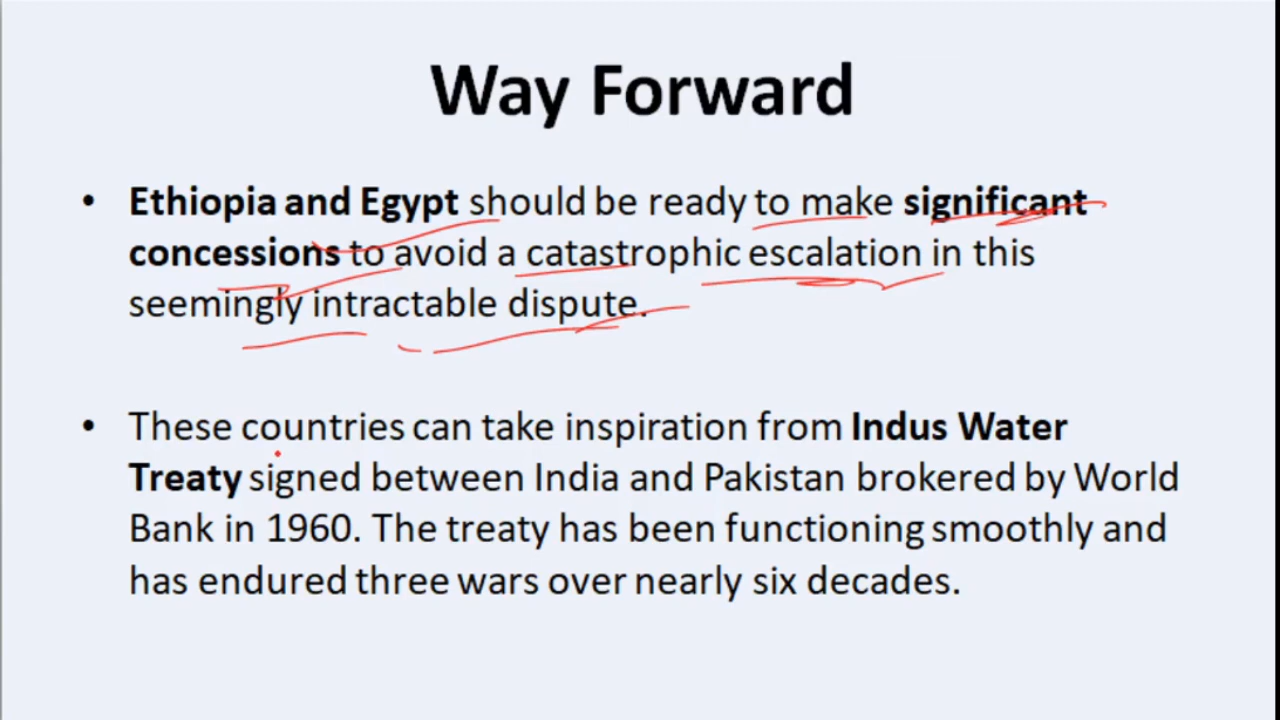 Way Forward
• Ethiopia and Egypt should be ready to make significant
concessions to avoid a catastrophic escalation in this
seemingly intractable dispute.
• These countries can take inspiration from Indus Water
Treaty signed between India and Pakistan brokered by World
Bank in 1960. The treaty has been functioning smoothly and
has endured three wars over nearly six decades.